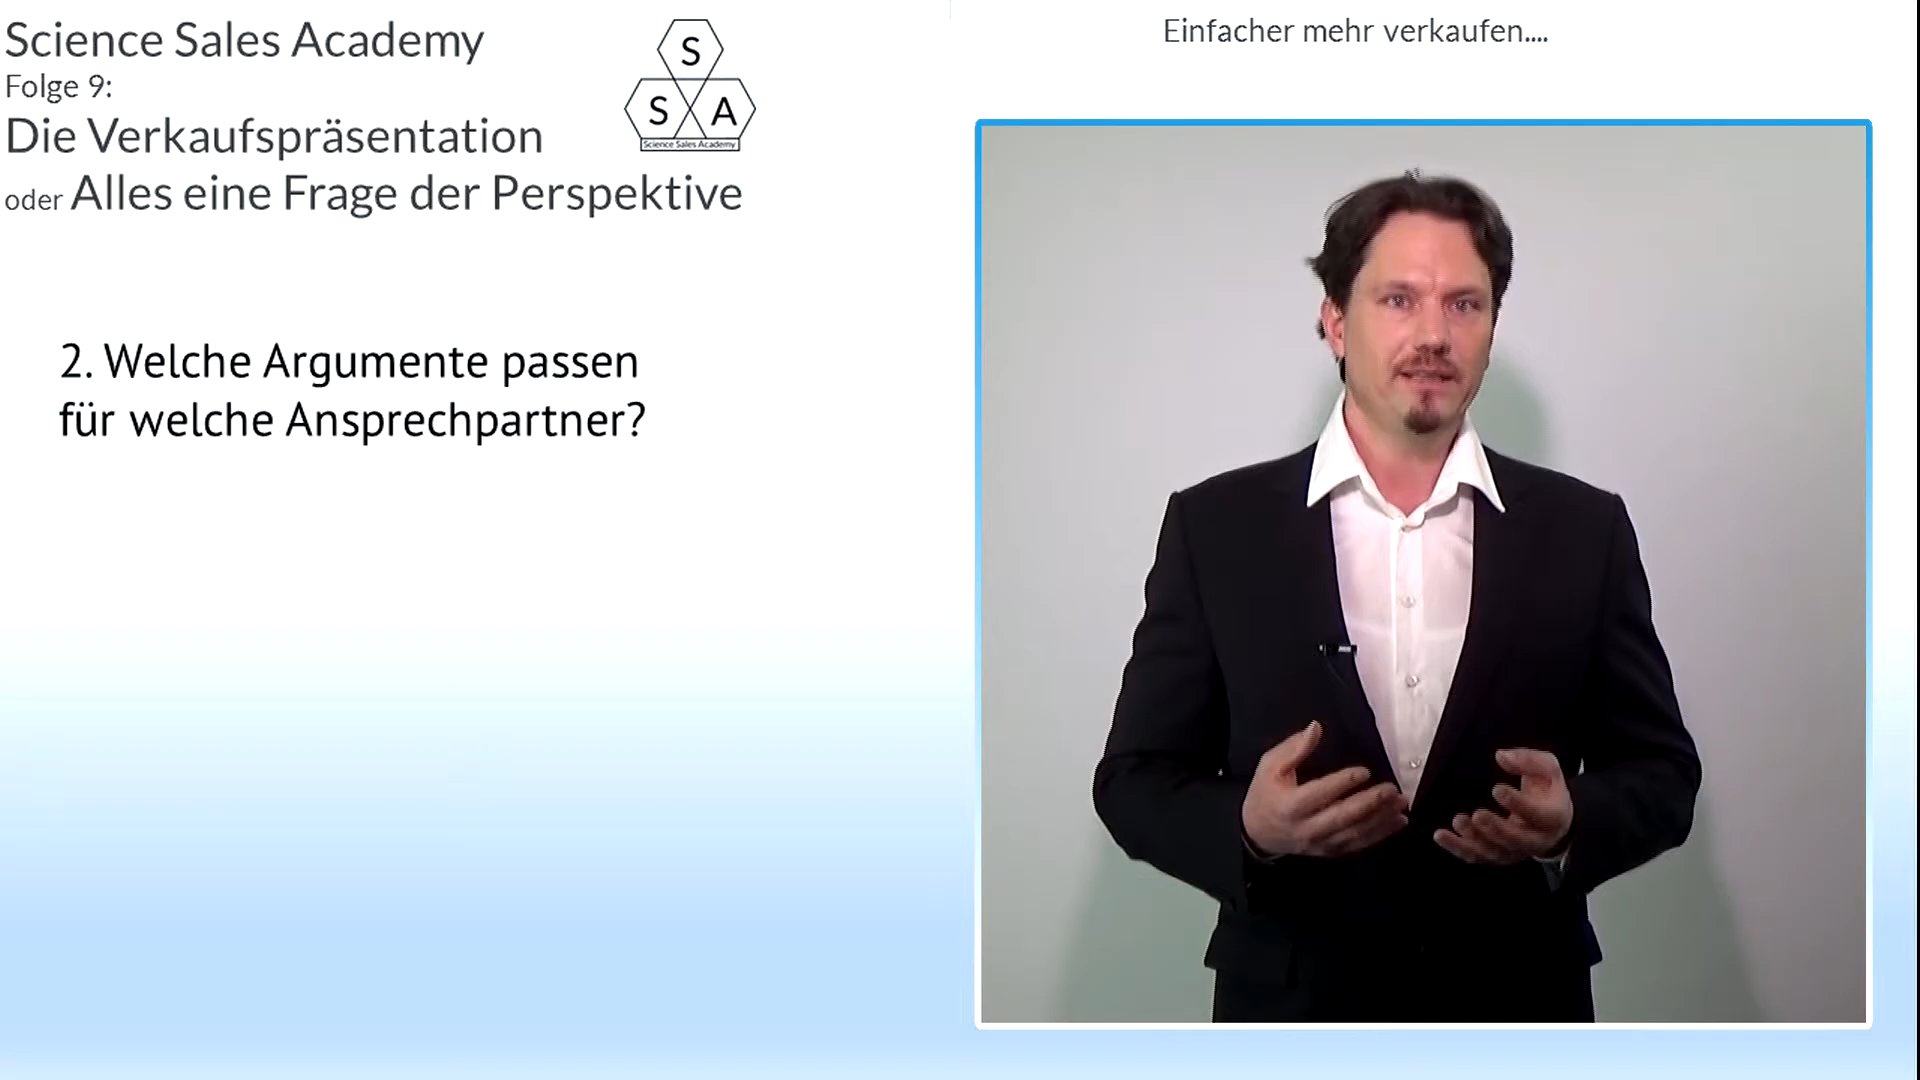 Science Sales Academy
Folge 9:
Die Verkaufspräsentation
oder Alles eine Frage der Perspektive
S
S A
Science Sales Academy
Einfacher mehr verkaufen....
2. Welche Argumente passen
für welche Ansprechpartner?